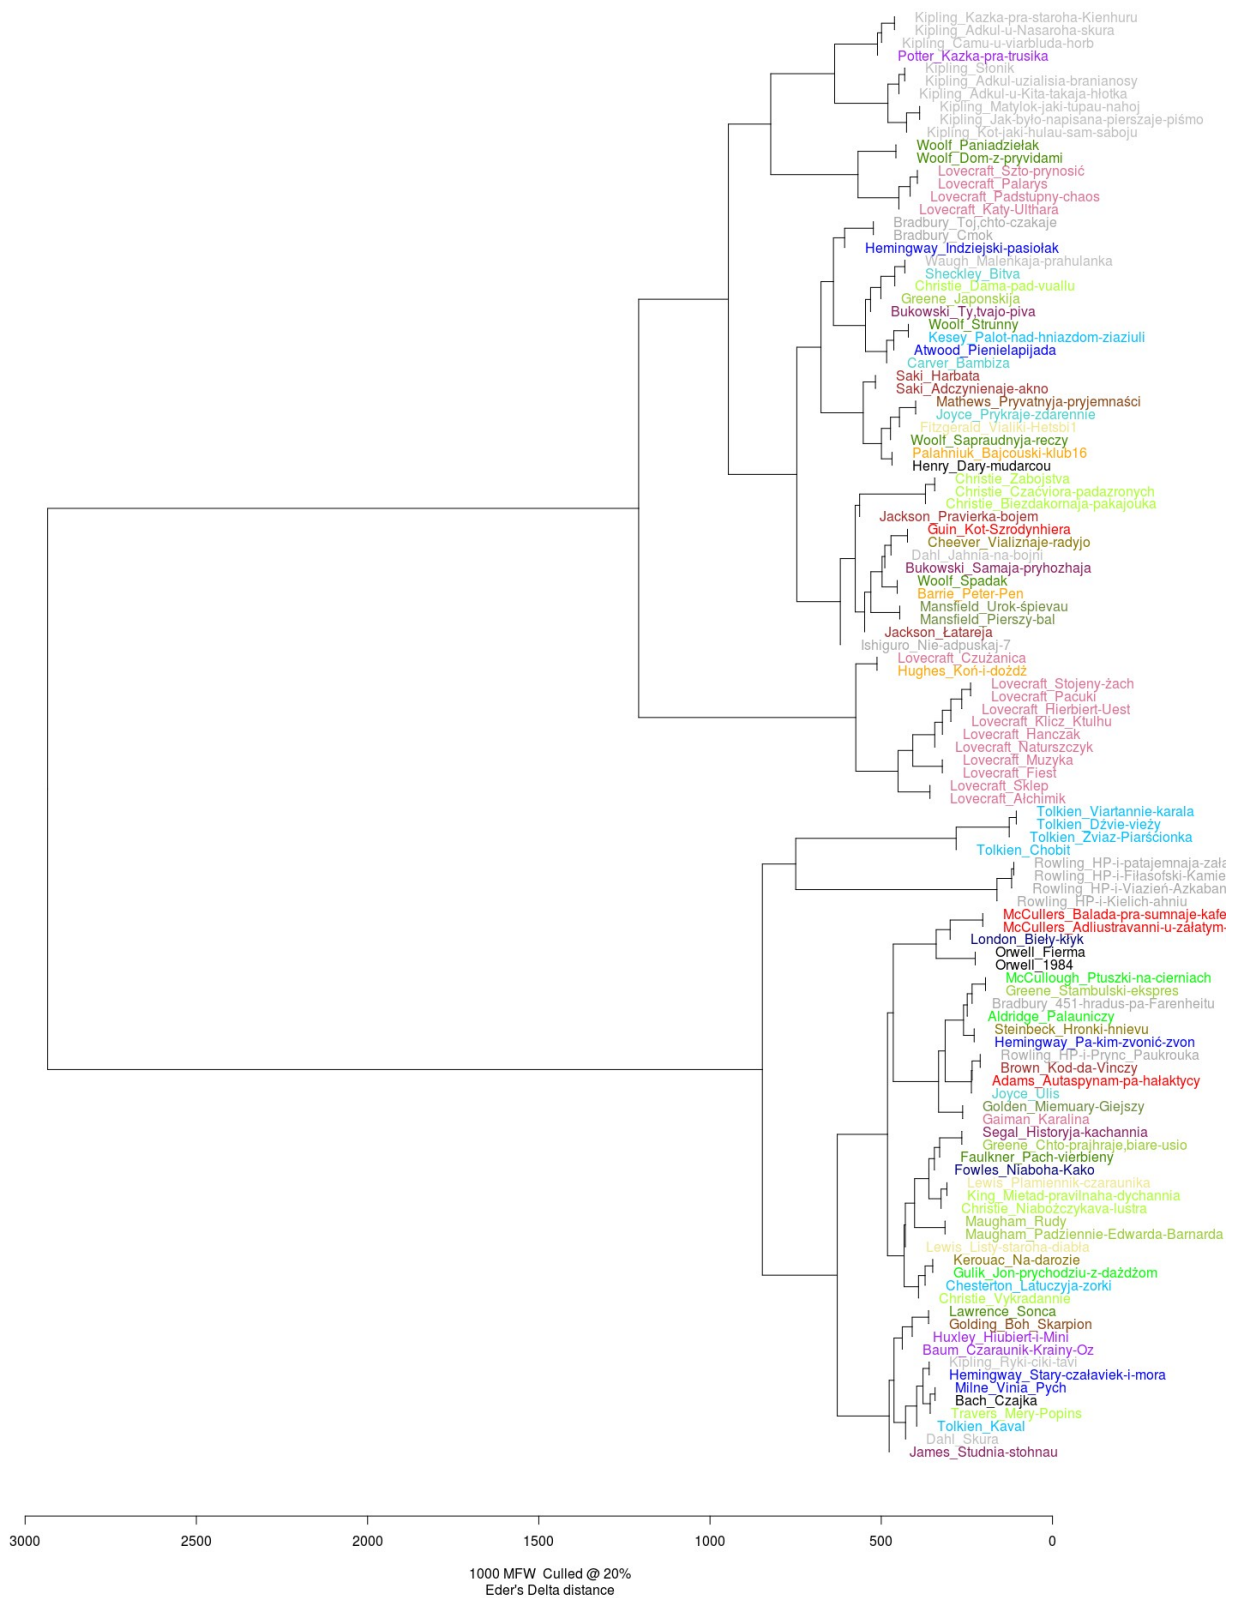 Kipling_Kazka-pra-staroha-Kienhuru
Kipling_Adkul-u-Nasaroha-skura
Kipling_Camu-u-viarbluda-horb
Potter_Kazka-pra-trusika
Kipling_Słonik
Kipling_Adkul-uzialisia-branianosy
Kipling_Adkul-u-Kita-takaja-hłotka
Kipling_Matylok-jaki-tupau-nahoj
Kipling_Jak-było-napisana-pierszaje-piśmo
Kipling_Kot-jaki-hulau-sam-saboju
Woolf_Paniadziełak
Woolf_Dom-z-pryvidami
Lovecraft_Szto-prynosić
Lovecraft_Palarys
Lovecraft_Padstupny-chaos
Lovecraft_Katy-Ulthara
Bradbury_Toj,chto-czakaje
Bradbury_Cmok
Hemingway_Indziejski-pasiołak
Waugh_Maleńkaja-prahulanka
Sheckley_Bitva
Christie_Dama-pad-vuallu
Greene_Japonskija
Bukowski_Ty,tvajo-piva
Woolf_Strunny
Kesey_Palot-nad-hniazdom-ziaziuli
Atwood_Pienielapijada
Carver_Bambiza
Saki_Harbata
Saki_Adczynienaje-akno
Mathews_Pryvatnyja-pryjemnaści
Joyce_Prykraje-zdarennie
Fitzgerald_Vialiki-Hetsbi1
Woolf_Sapraudnyja-reczy
Palahniuk_Bajcouski-klub16
Henry_Dary-mudarcou
Christie_Zabojstva
Christie_Czaćviora-padazronych
Christie_Biezdakornaja-pakajouka
Jackson_Pravierka-bojem
Guin_Kot-Szrodynhiera
Cheever_Vializnaje-radyjo
Dahl_Jahnia-na-bojni
Bukowski_Samaja-pryhozhaja
Woolf_Spadak
Barrie_Peter-Pen
Mansfield_Urok-śpievau
Mansfield_Pierszy-bal
Jackson_Łatareja
Ishiguro_Nie-adpuskaj-7
Lovecraft_Czużanica
Hughes_Koń-i-dożdż
Lovecraft_Stojeny-żach
Lovecraft_Pacuki
Lovecraft_Hierbiert-Uest
Lovecraft_Klicz_Ktulhu
Lovecraft_Hanczak
Lovecraft_Naturszczyk
Lovecraft_Muzyka
Lovecraft_Fiest
Lovecraft_Sklep
Lovecraft_Ałchimik
Tolkien_Viartannie-karala
Tolkien_Dźvie-vieży
Tolkien_Zviaz-Piarścionka
Tolkien_Chobit
Rowling_HP-i-patajemnaja-zała
Rowling_HP-i-Fiłasofski-Kamie
Rowling_HP-i-Viazień-Azkaban
Rowling_HP-i-Kielich-ahniu
McCullers_Balada-pra-sumnaje-kafe
McCullers_Adliustravanni-u-załatym-
London_Bieły-kłyk
Orwell_Fierma
Orwell_1984
McCullough_Ptuszki-na-cierniach
Greene_Stambulski-ekspres
Bradbury_451-hradus-pa-Farenheitu
Aldridge_Palauniczy
Steinbeck_Hronki-hnievu
Hemingway_Pa-kim-zvonić-zvon
Rowling_HP-i-Prync_Paukrouka
Brown_Kod-da-Vinczy
Adams_Autaspynam-pa-hałaktycy
Joyce_Ulis
Golden_Miemuary-Giejszy
Gaiman_Karalina
Segal_Historyja-kachannia
Greene_Chto-prajhraje,biare-usio
Faulkner_Pach-vierbieny
Fowles_Niaboha-Kako
Lewis_Plamiennik-czaraunika
King_Mietad-pravilnaha-dychannia
Christie_Niabożczykava-lustra
Maugham_Rudy
Maugham_Padziennie-Edwarda-Barnarda
Lewis_Listy-staroha-diabła
Kerouac_Na-darozie
Gulik_Jon-prychodziu-z-dażdżom
Chesterton_Latuczyja-zorki
Christie_Vykradannie
Lawrence_Sonca
Golding_Boh_Skarpion
Huxley_Hiubiert-i-Mini
Baum_Czaraunik-Krainy-Oz
Kipling_Ryki-ciki-tavi
Hemingway_Stary-czałaviek-i-mora
Milne_Vinia_Pych
Bach_Czajka
Travers_Mery-Popins
Tolkien_Kaval
Dahl_Skura
James_Studnia-stohnau
3000 2500 2000 1500 1000 500 0
1000 MFW Culled @ 20%
Eder's Delta distance